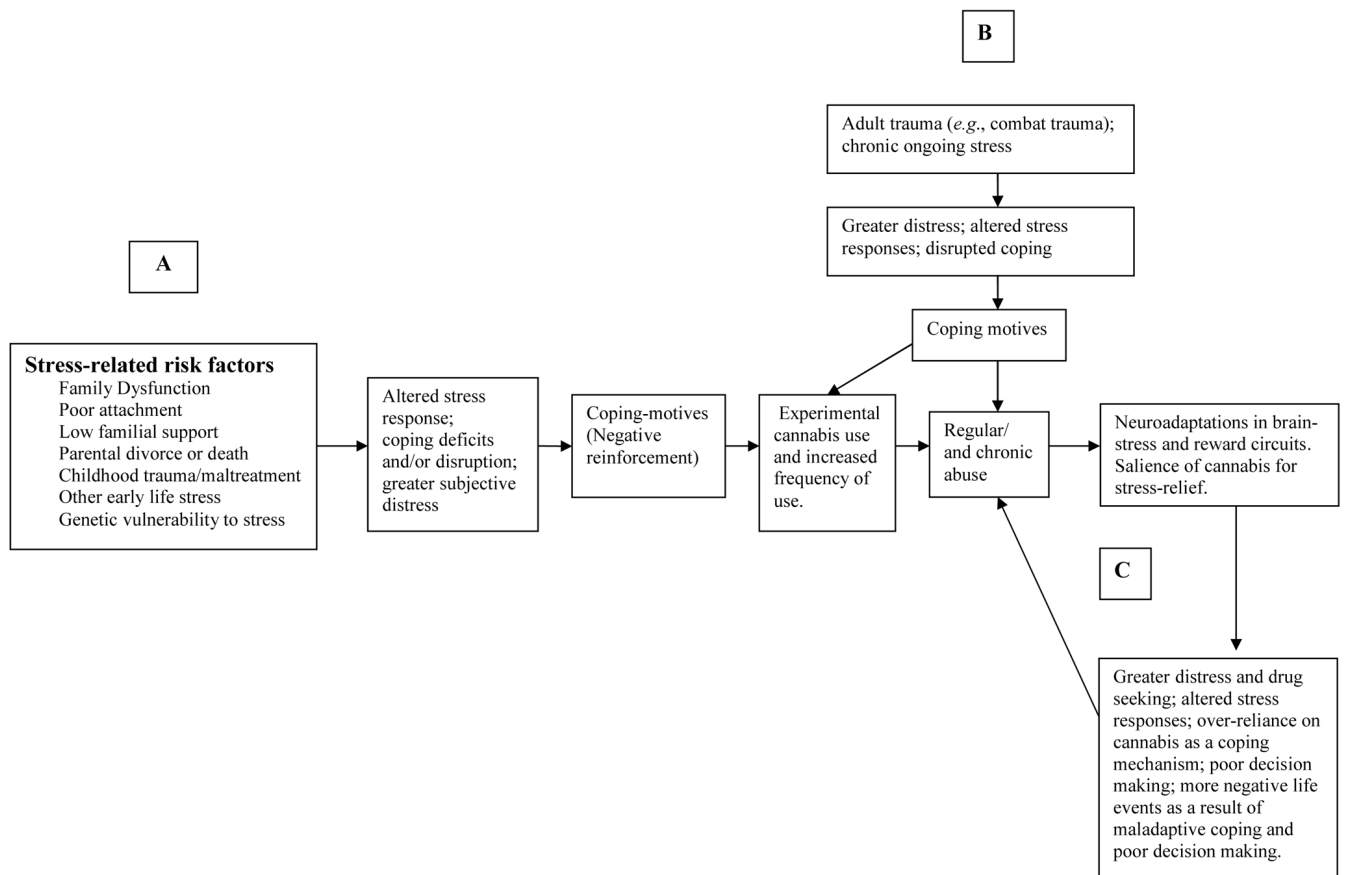 B
Adult trauma (e.g., combat trauma);
chronic ongoing stress
Greater distress; altered stress
responses; disrupted coping
Coping motives
A
Stress-related risk factors
Family Dysfunction
Poor attachment
Low familial support
Parental divorce or death
Childhood trauma/maltreatment
Other early life stress
Genetic vulnerability to stress
Altered stress
response;
coping deficits
and/or disruption;
greater subjective
distress
Coping-motives
(Negative
reinforcement)
Experimental
cannabis use
and increased
frequency of
use.
Regular/
and chronic
abuse
Neuroadaptations in brain-
stress and reward circuits.
Salience of cannabis for
stress-relief.
C
Greater distress and drug
seeking; altered stress
responses; over-reliance on
cannabis as a coping
mechanism; poor decision
making; more negative life
events as a result of
maladaptive coping and
poor decision making.